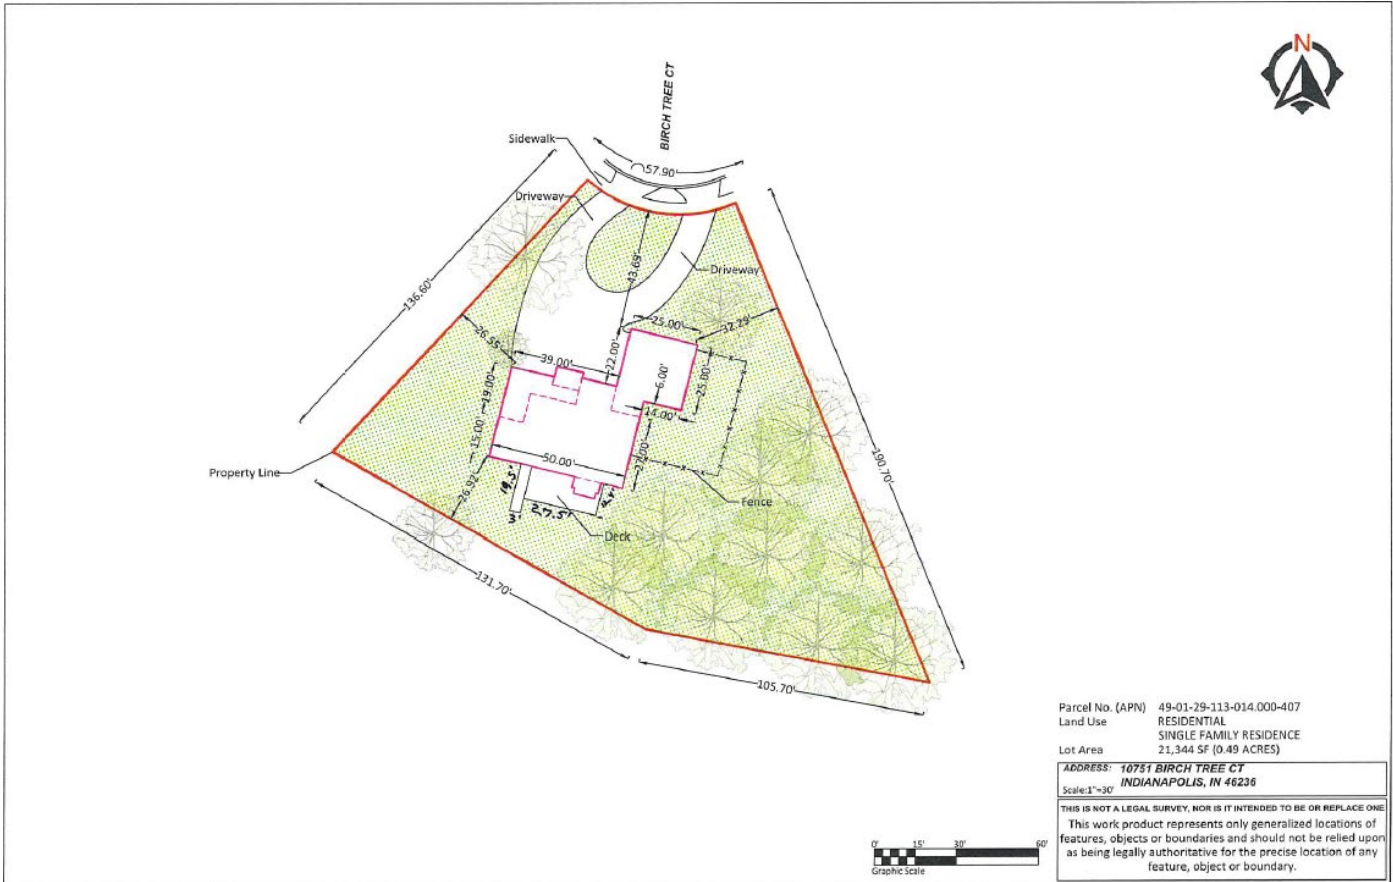 N
BIRCH TREE CT
Sidewalk
57.90'
Driveway
136.60'
43.69'
Driveway
25.00'
32.29'
26.55'
39.00'
22.00'
6.00'
25.00'
19.00'
14.00'
15.00'
50.00'
27.00'
190.70'
Property Line
26.92'
19.5'
27.5'
3'
Fence
Deck
131.70'
105.70'
Parcel No. (APN) 49-01-29-113-014.000-407
Land Use RESIDENTIAL
SINGLE FAMILY RESIDENCE
Lot Area 21,344 SF (0.49 ACRES)
ADDRESS: 10751 BIRCH TREE CT
INDIANAPOLIS, IN 46236
Scale:1"=30'
THIS IS NOT A LEGAL SURVEY, NOR IS IT INTENDED TO BE OR REPLACE ONE
This work product represents only generalized locations of
features, objects or boundaries and should not be relied upon
as being legally authoritative for the precise location of any
feature, object or boundary.
0' 15' 30' 60'
Graphic Scale